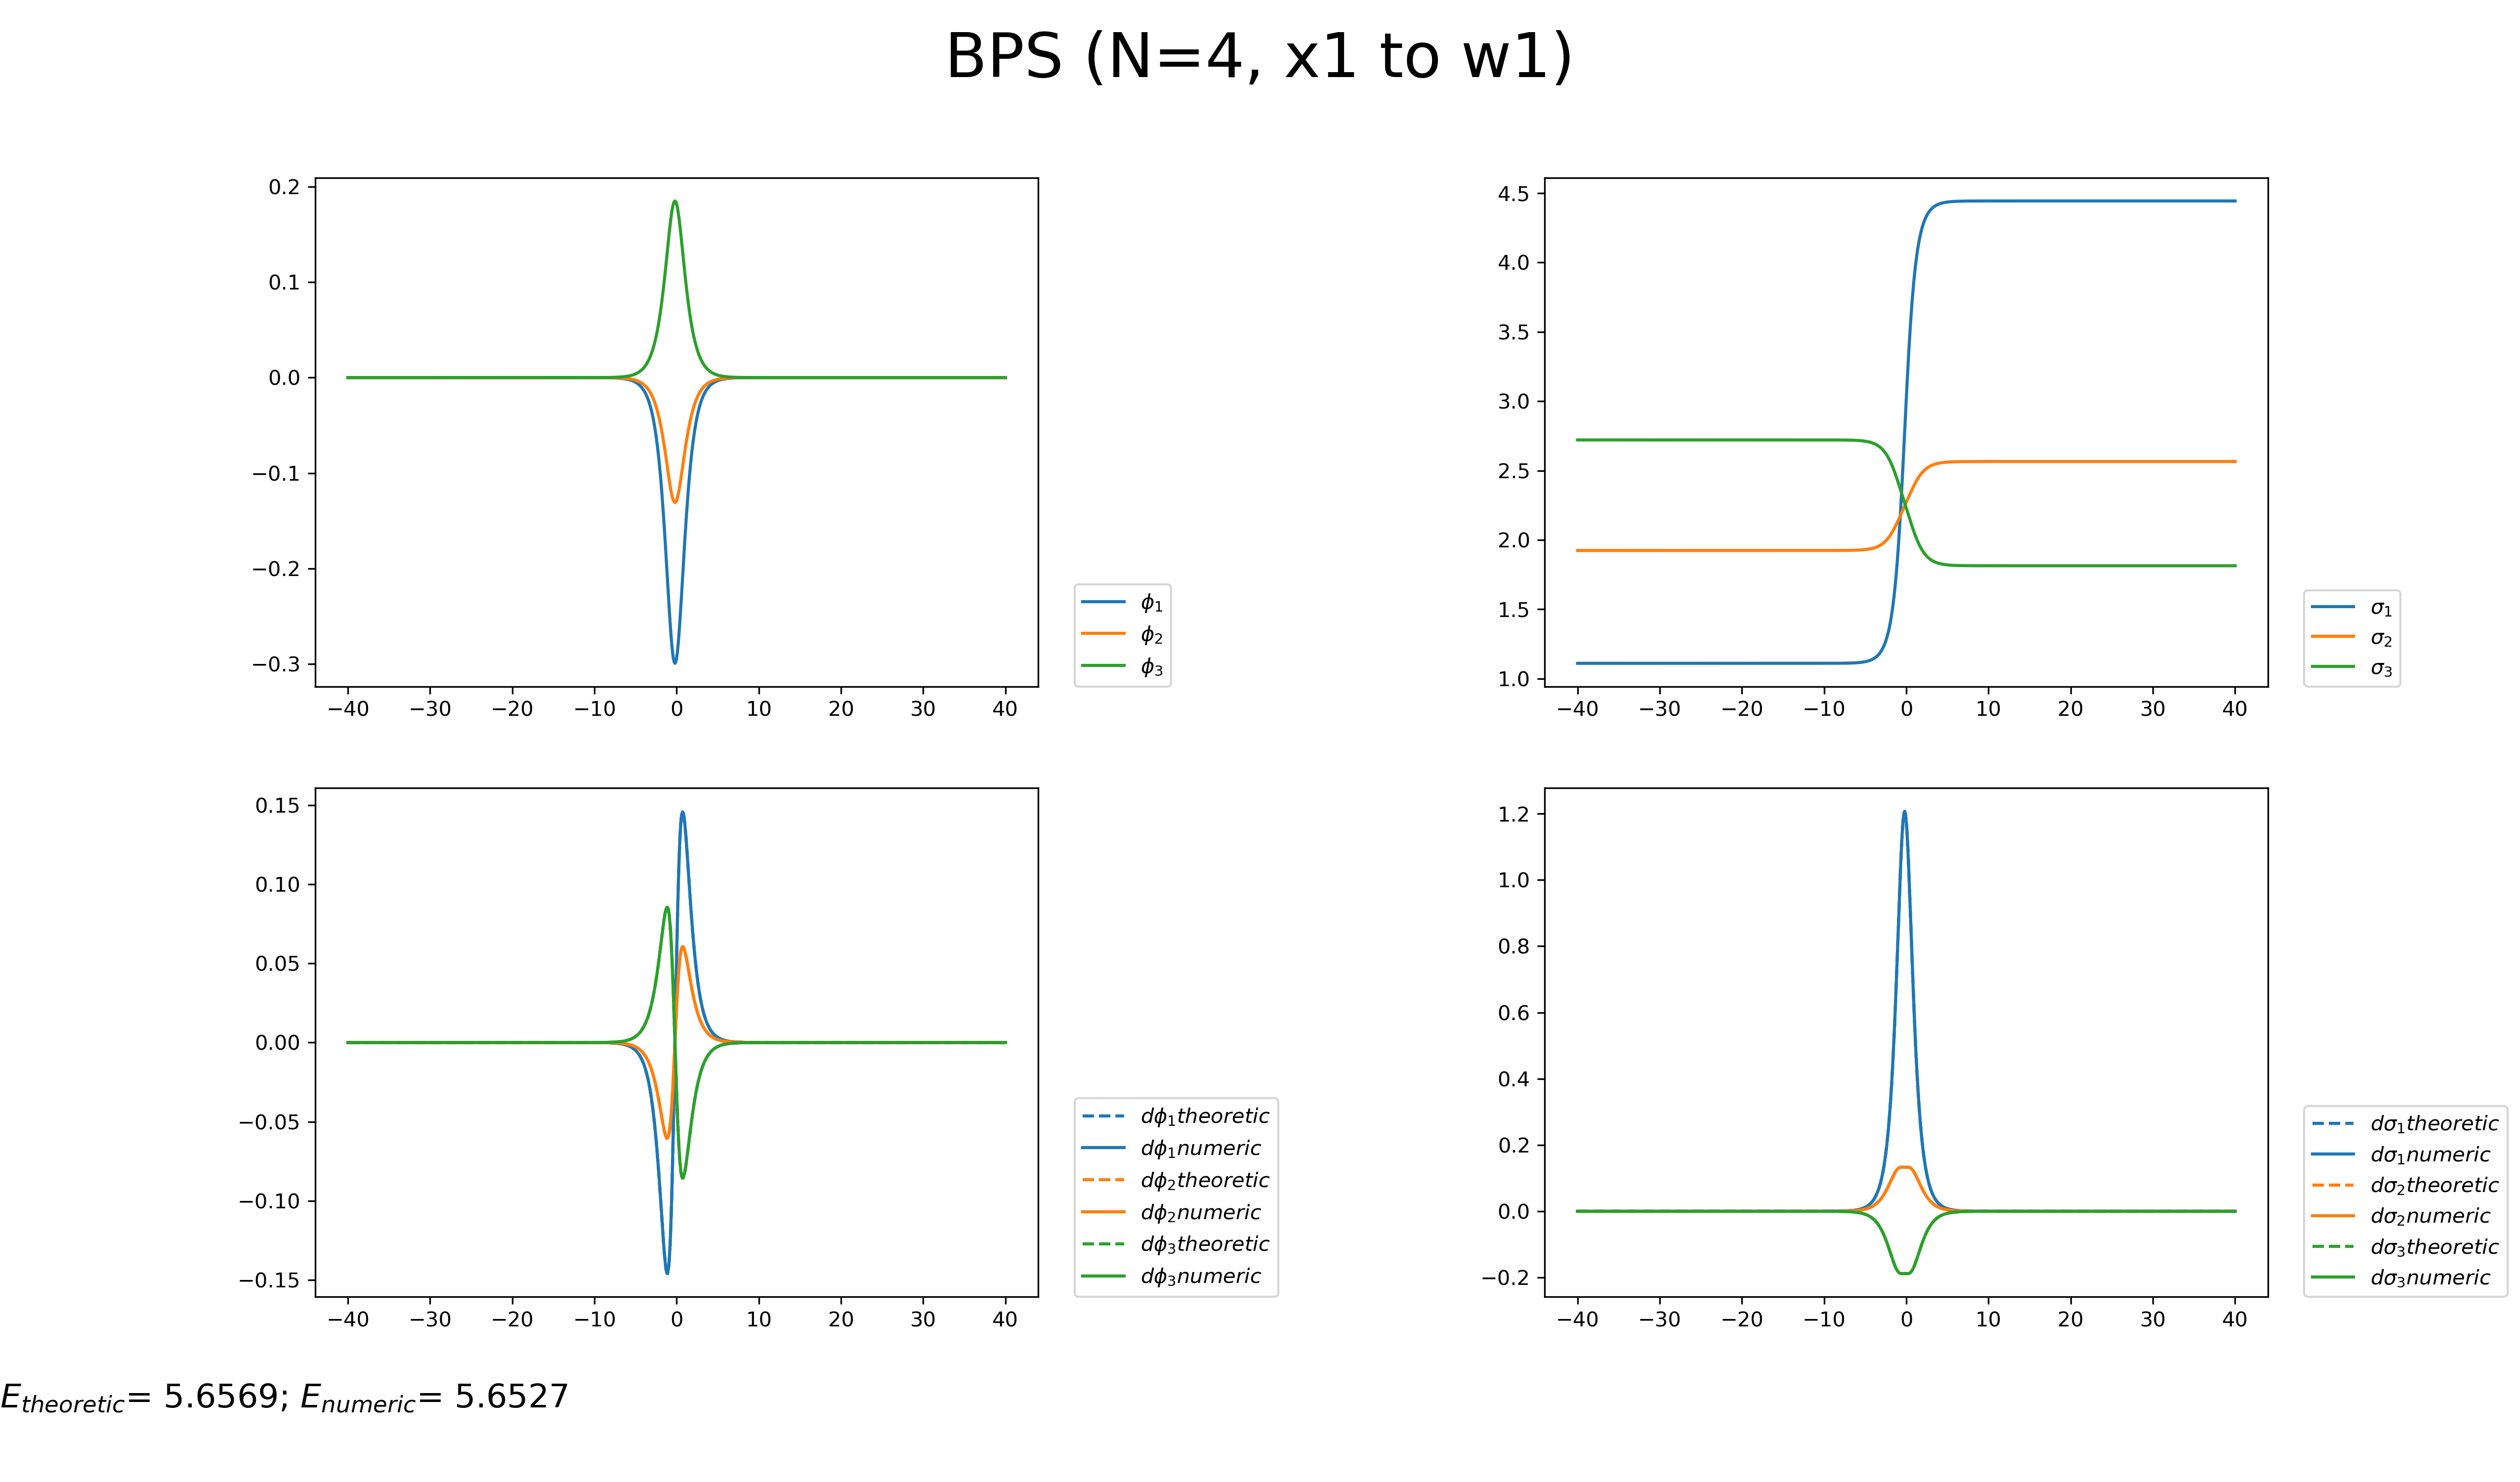 BPS (N=4, x1 to w1)
0.2
0.1
0.0
−0.1
−0.2
−0.3
−40 −30 −20 −10 0 10 20 30 40
ϕ₁
ϕ₂
ϕ₃
4.5
4.0
3.5
3.0
2.5
2.0
1.5
1.0
−40 −30 −20 −10 0 10 20 30 40
σ₁
σ₂
σ₃
0.15
0.10
0.05
0.00
−0.05
−0.10
−0.15
−40 −30 −20 −10 0 10 20 30 40
dϕ₁theoretic
dϕ₁numeric
dϕ₂theoretic
dϕ₂numeric
dϕ₃theoretic
dϕ₃numeric
1.2
1.0
0.8
0.6
0.4
0.2
0.0
−0.2
−40 −30 −20 −10 0 10 20 30 40
dσ₁theoretic
dσ₁numeric
dσ₂theoretic
dσ₂numeric
dσ₃theoretic
dσ₃numeric
E_theoretic= 5.6569; E_numeric= 5.6527